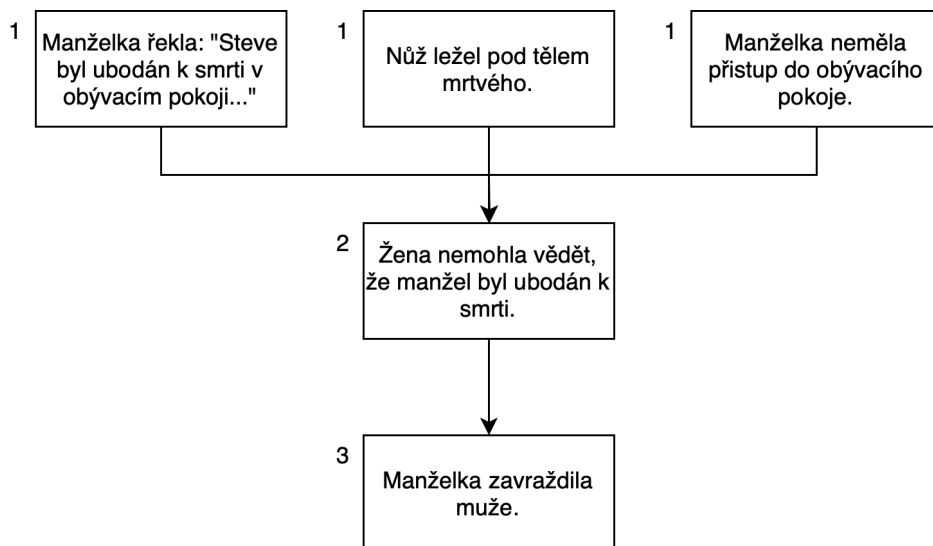 1
Manželka řekla: "Steve
byl ubodán k smrti v
obývacím pokoji..."
1
Nůž ležel pod tělem
mrtvého.
1
Manželka neměla
přistup do obývacího
pokoje.
2
Žena nemohla vědět,
že manžel byl ubodán k
smrti.
3
Manželka zavraždila
muže.